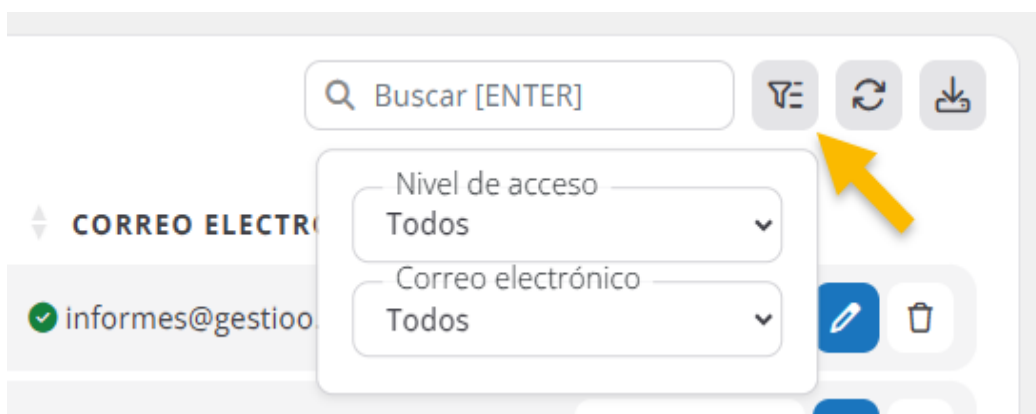 Buscar [ENTER]
Nivel de acceso
Todos
CORREO ELECTR
Correo electrónico
Todos
informes@gestioo.